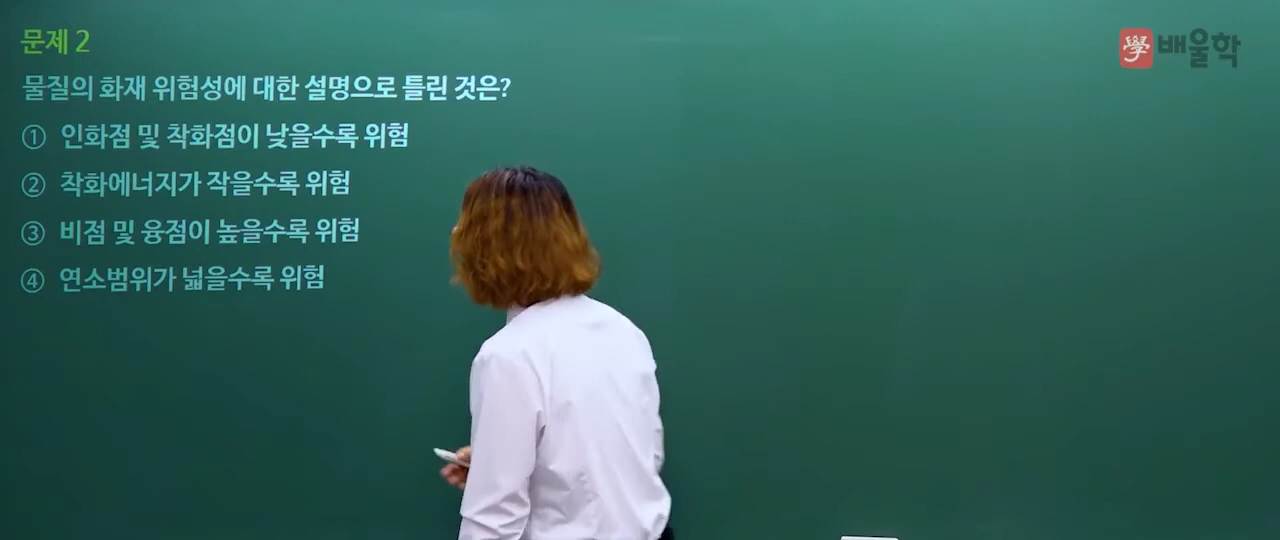 문제 2
學 배울학
물질의 화재 위험성에 대한 설명으로 틀린 것은?
① 인화점 및 착화점이 낮을수록 위험
② 착화에너지가 작을수록 위험
③ 비점 및 융점이 높을수록 위험
④ 연소범위가 넓을수록 위험